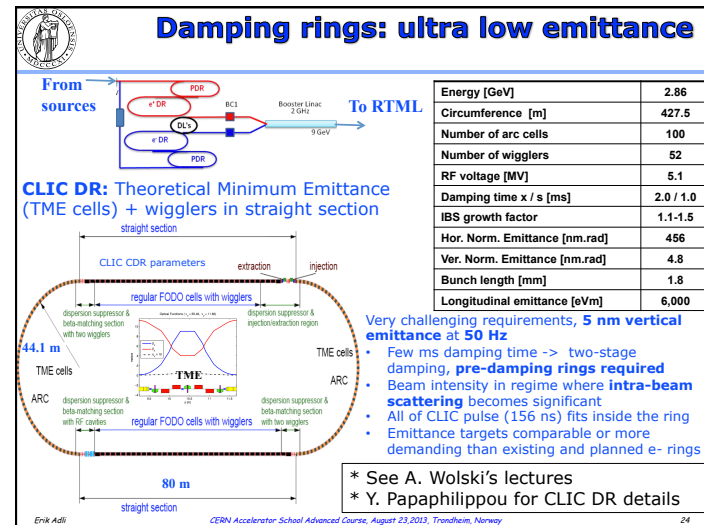 Damping rings: ultra low emittance
UNIVERSITAS OSLOENSIS
MDCCCXI
From
sources
PDR
e⁺ DR
DL's
e⁻ DR
PDR
BC1
Booster Linac
2 GHz
9 GeV
To RTML
Energy [GeV] 2.86
Circumference [m] 427.5
Number of arc cells 100
Number of wigglers 52
RF voltage [MV] 5.1
Damping time x / s [ms] 2.0 / 1.0
IBS growth factor 1.1-1.5
Hor. Norm. Emittance [nm.rad] 456
Ver. Norm. Emittance [nm.rad] 4.8
Bunch length [mm] 1.8
Longitudinal emittance [eVm] 6,000
CLIC DR: Theoretical Minimum Emittance
(TME cells) + wigglers in straight section
straight section
CLIC CDR parameters
extraction
injection
regular FODO cells with wigglers
dispersion suppressor &
beta-matching section
with two wigglers
dispersion suppressor &
injection/extraction region
44.1 m
TME cells
ARC
TME
TME cells
ARC
dispersion suppressor &
beta-matching section
with RF cavities
dispersion suppressor &
beta-matching section
with two wigglers
regular FODO cells with wigglers
80 m
straight section
Very challenging requirements, 5 nm vertical
emittance at 50 Hz
• Few ms damping time -> two-stage
damping, pre-damping rings required
• Beam intensity in regime where intra-beam
scattering becomes significant
• All of CLIC pulse (156 ns) fits inside the ring
• Emittance targets comparable or more
demanding than existing and planned e- rings
* See A. Wolski's lectures
* Y. Papaphilippou for CLIC DR details
Erik Adli
CERN Accelerator School Advanced Course, August 23,2013, Trondheim, Norway
24